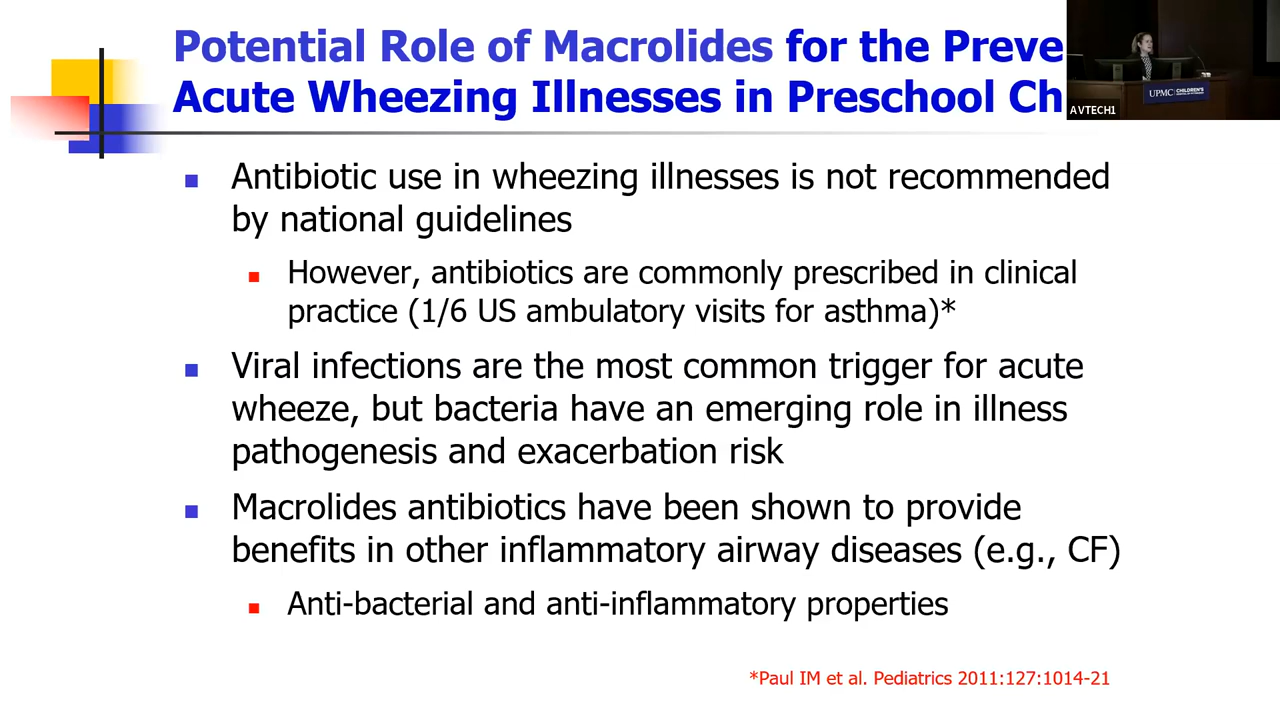 Potential Role of Macrolides for the Preve
Acute Wheezing Illnesses in Preschool Ch
AVTECH1
UPMC CHILDREN'S
Antibiotic use in wheezing illnesses is not recommended
by national guidelines
However, antibiotics are commonly prescribed in clinical
practice (1/6 US ambulatory visits for asthma)*
Viral infections are the most common trigger for acute
wheeze, but bacteria have an emerging role in illness
pathogenesis and exacerbation risk
Macrolides antibiotics have been shown to provide
benefits in other inflammatory airway diseases (e.g., CF)
Anti-bacterial and anti-inflammatory properties
*Paul IM et al. Pediatrics 2011:127:1014-21